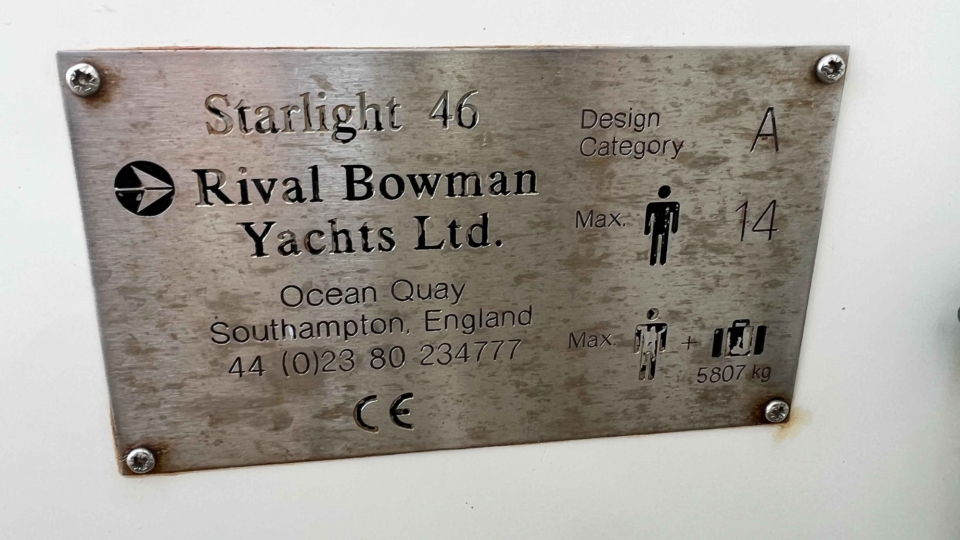 Starlight 46
Rival Bowman
Yachts Ltd.
Ocean Quay
Southampton, England
44 (0)23 80 234777
CE
Design
Category A
Max. 14
Max. +
5807 kg